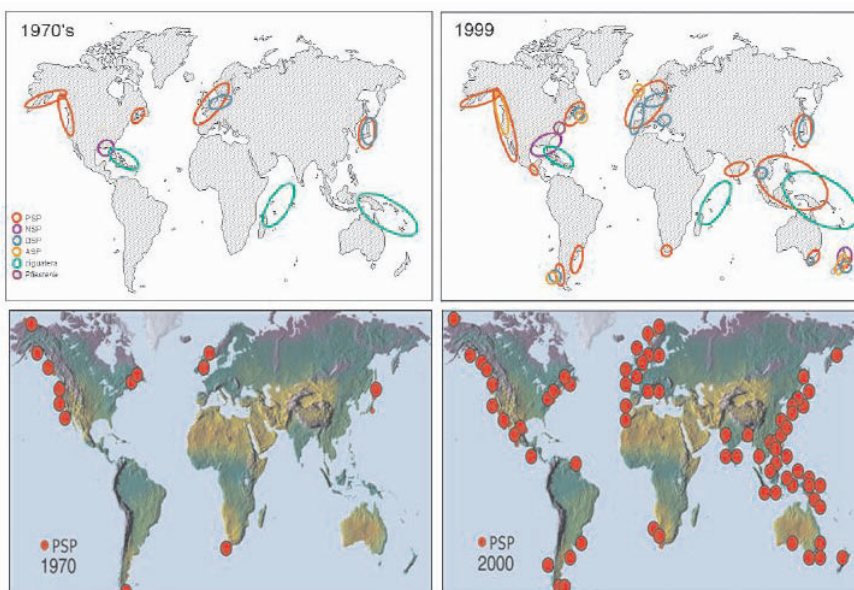 1970's
1999
PSP
NSP
DSP
ASP
Ciguatera
Pfiesteria
PSP
1970
PSP
2000